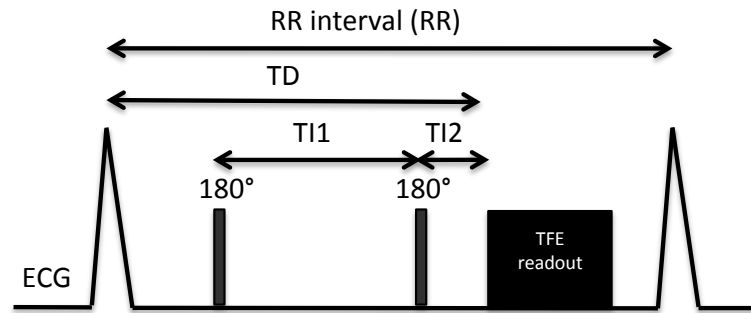 RR interval (RR)
TD
TI1
TI2
180°
180°
TFE
readout
ECG